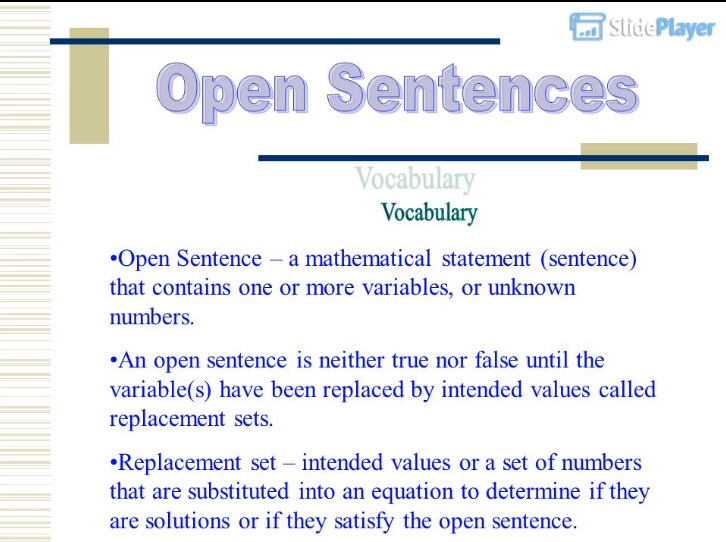 SlidePlayer
Open Sentences
Vocabulary
Vocabulary
•Open Sentence – a mathematical statement (sentence)
that contains one or more variables, or unknown
numbers.
•An open sentence is neither true nor false until the
variable(s) have been replaced by intended values called
replacement sets.
•Replacement set – intended values or a set of numbers
that are substituted into an equation to determine if they
are solutions or if they satisfy the open sentence.